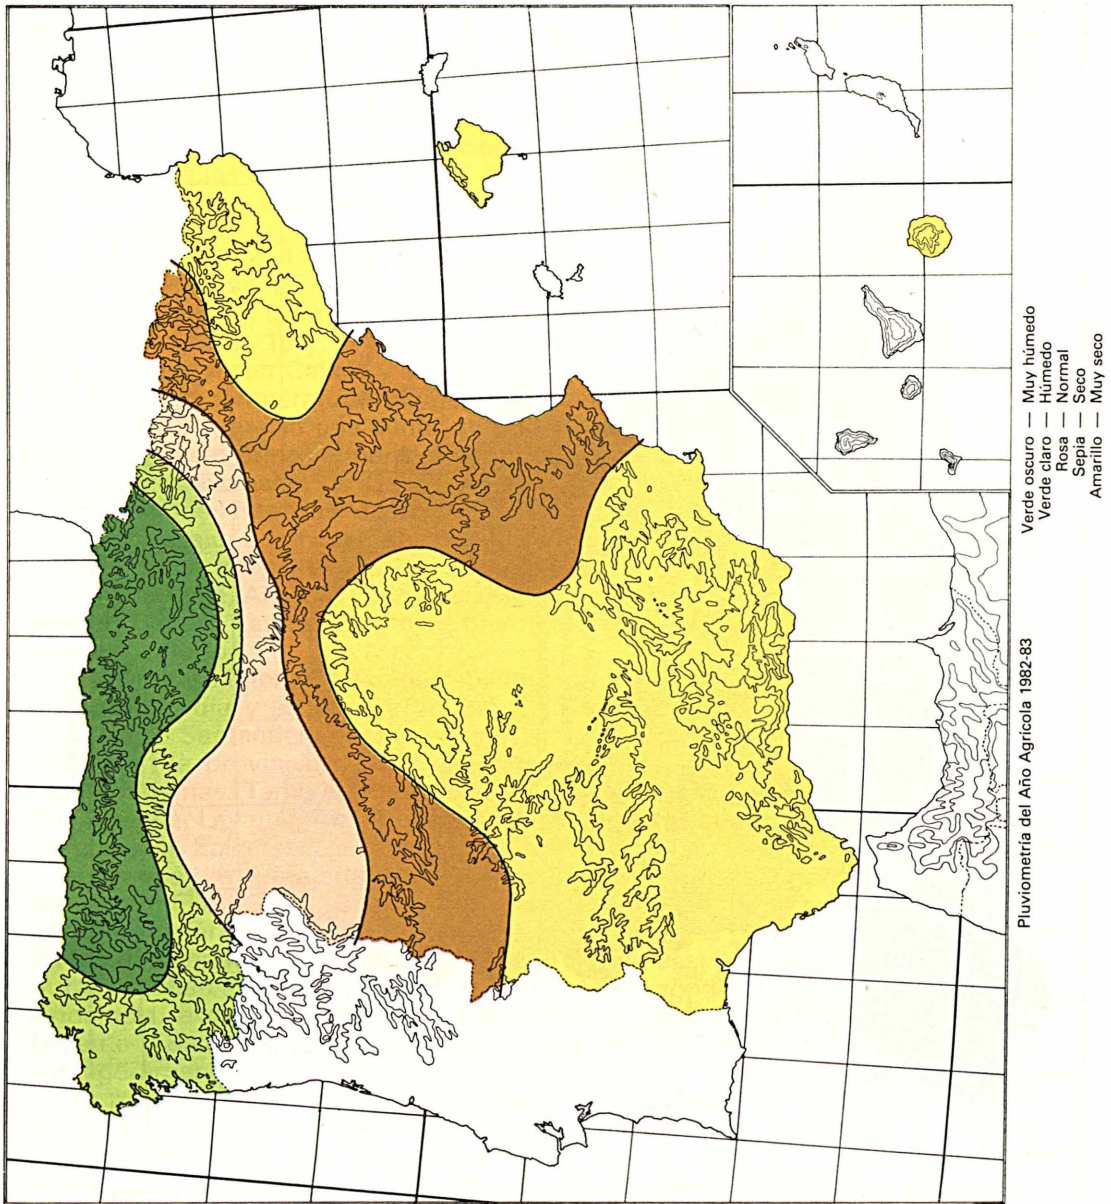 Pluviometría del Año Agrícola 1982-83
Verde oscuro — Muy húmedo
Verde claro — Húmedo
Rosa — Normal
Sepia — Seco
Amarillo — Muy seco